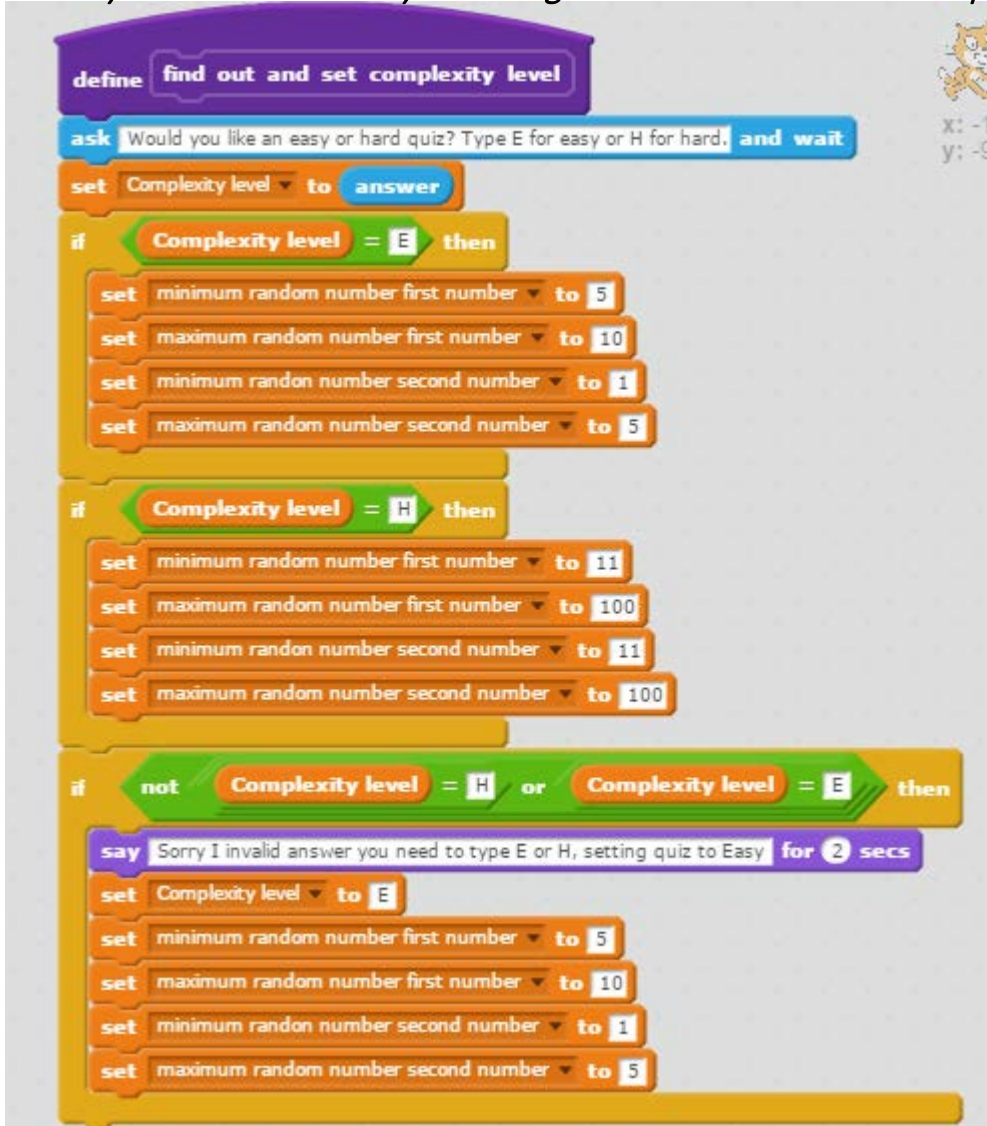 define find out and set complexity level
ask Would you like an easy or hard quiz? Type E for easy or H for hard. and wait
set Complexity level to answer
if Complexity level = E then
set minimum random number first number to 5
set maximum random number first number to 10
set minimum randon number second number to 1
set maximum random number second number to 5
if Complexity level = H then
set minimum random number first number to 11
set maximum random number first number to 100
set minimum randon number second number to 11
set maximum random number second number to 100
if not Complexity level = H or Complexity level = E then
say Sorry I invalid answer you need to type E or H, setting quiz to Easy for 2 secs
set Complexity level to E
set minimum random number first number to 5
set maximum random number first number to 10
set minimum randon number second number to 1
set maximum random number second number to 5
x:
y: